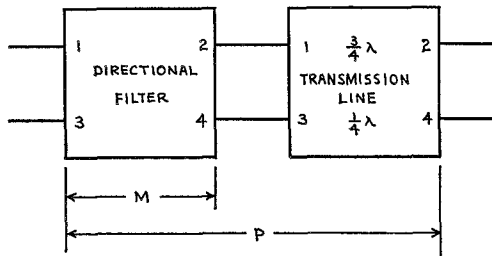 1 2 1 3/4 λ 2
DIRECTIONAL
FILTER
TRANSMISSION
LINE
3 4 3 1/4 λ 4
M
P